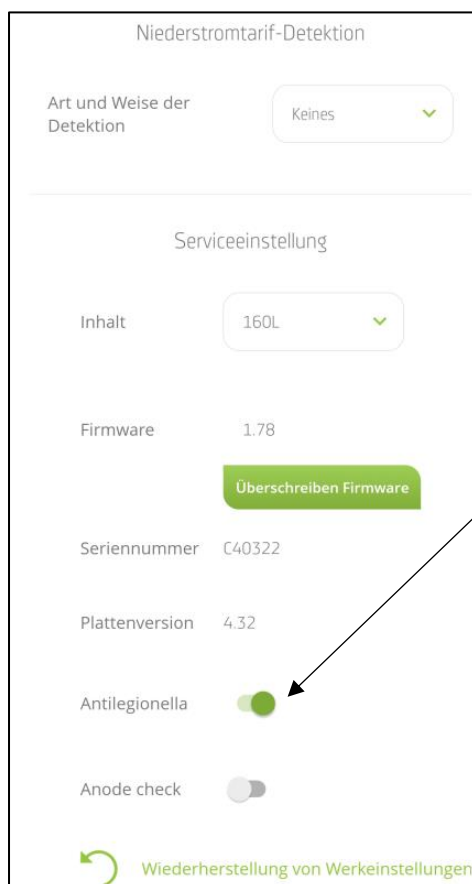 Niederstromtarif-Detektion
Art und Weise der
Detektion
Keines
Serviceeinstellung
Inhalt
160L
Firmware
1.78
Überschreiben Firmware
Seriennummer
C40322
Plattenversion
4.32
Antilegionella
Anode check
Wiederherstellung von Werkeinstellungen